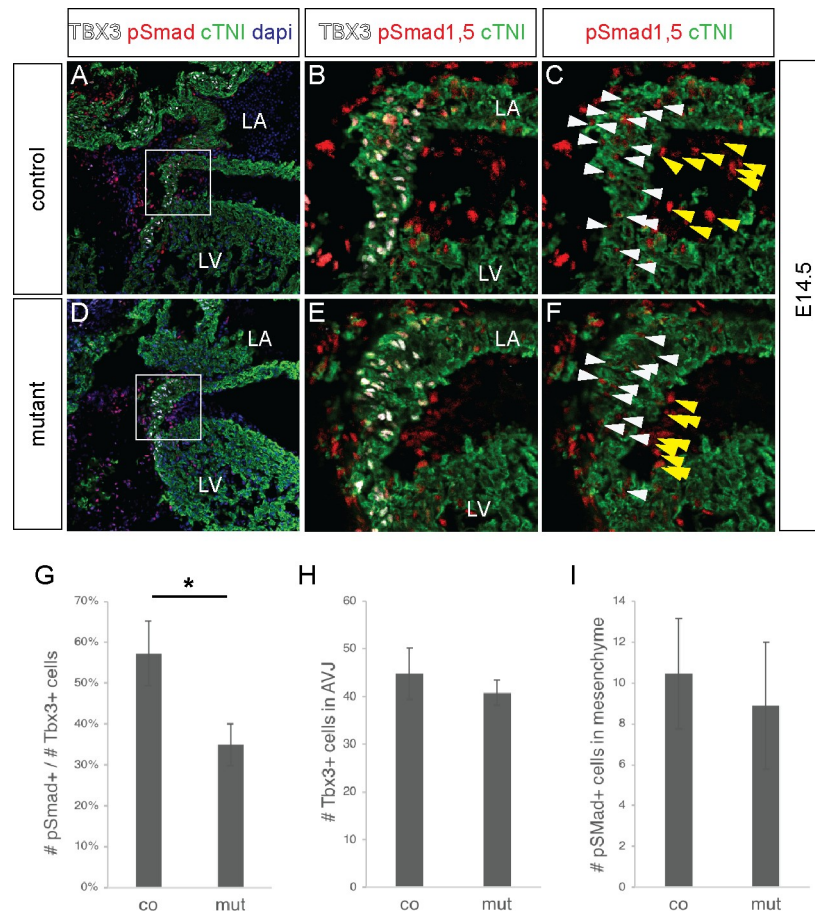 TBX3 pSmad cTNI dapi
TBX3 pSmad1,5 cTNI
pSmad1,5 cTNI
control
A
LA
LV
B
LA
LV
C
E14.5
mutant
D
LA
LV
E
LA
LV
F
G
*
# pSmad+ / # Tbx3+ cells
70%
60%
50%
40%
30%
20%
10%
0%
co mut
H
# Tbx3+ cells in AVJ
60
50
40
30
20
10
0
co mut
I
# pSMad+ cells in mesenchyme
14
12
10
8
6
4
2
0
co mut